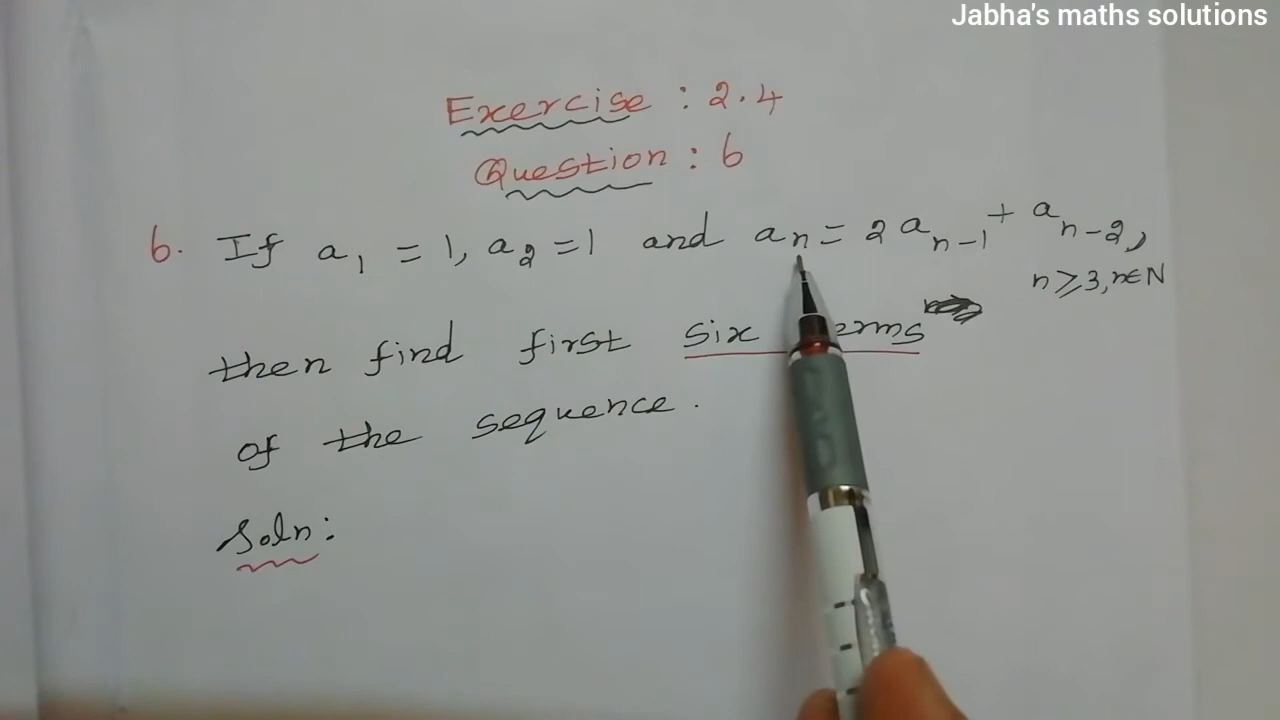 Jabha's maths solutions
Exercise : 2.4
Question : 6
6. If a₁ = 1, a₂ = 1 and aₙ = 2aₙ₋₁ + aₙ₋₂,
n ≥ 3, n ∈ N
then find first six terms
of the sequence.
Soln: